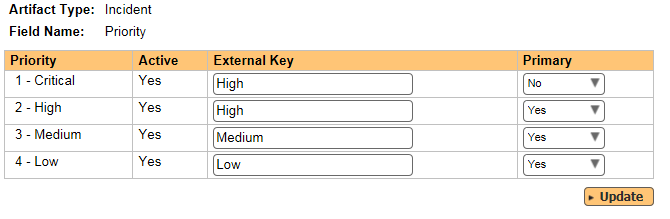 Artifact Type: Incident
Field Name: Priority
Priority Active External Key Primary
1 - Critical Yes High No
2 - High Yes High Yes
3 - Medium Yes Medium Yes
4 - Low Yes Low Yes
Update